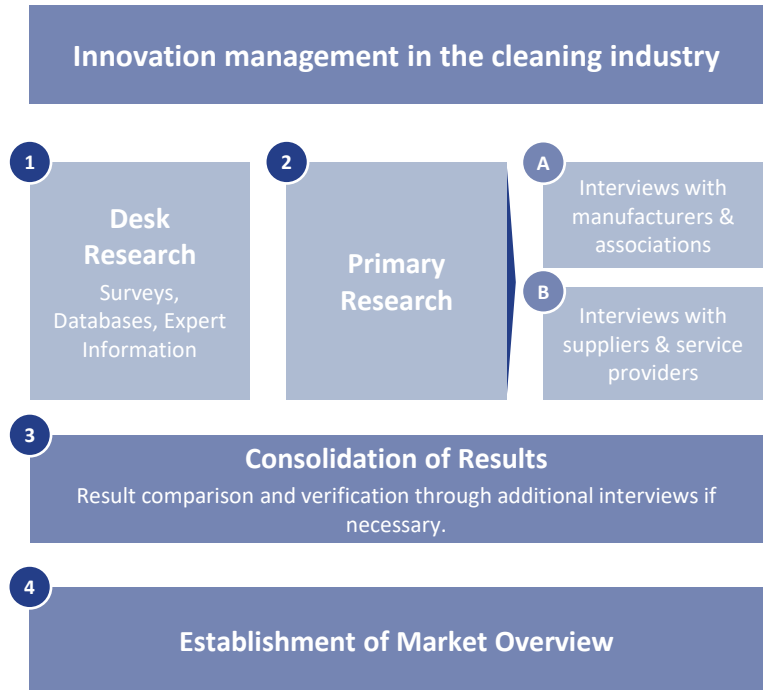 Innovation management in the cleaning industry
1
Desk
Research
Surveys,
Databases, Expert
Information
2
Primary
Research
A
Interviews with
manufacturers &
associations
B
Interviews with
suppliers & service
providers
3
Consolidation of Results
Result comparison and verification through additional interviews if
necessary.
4
Establishment of Market Overview